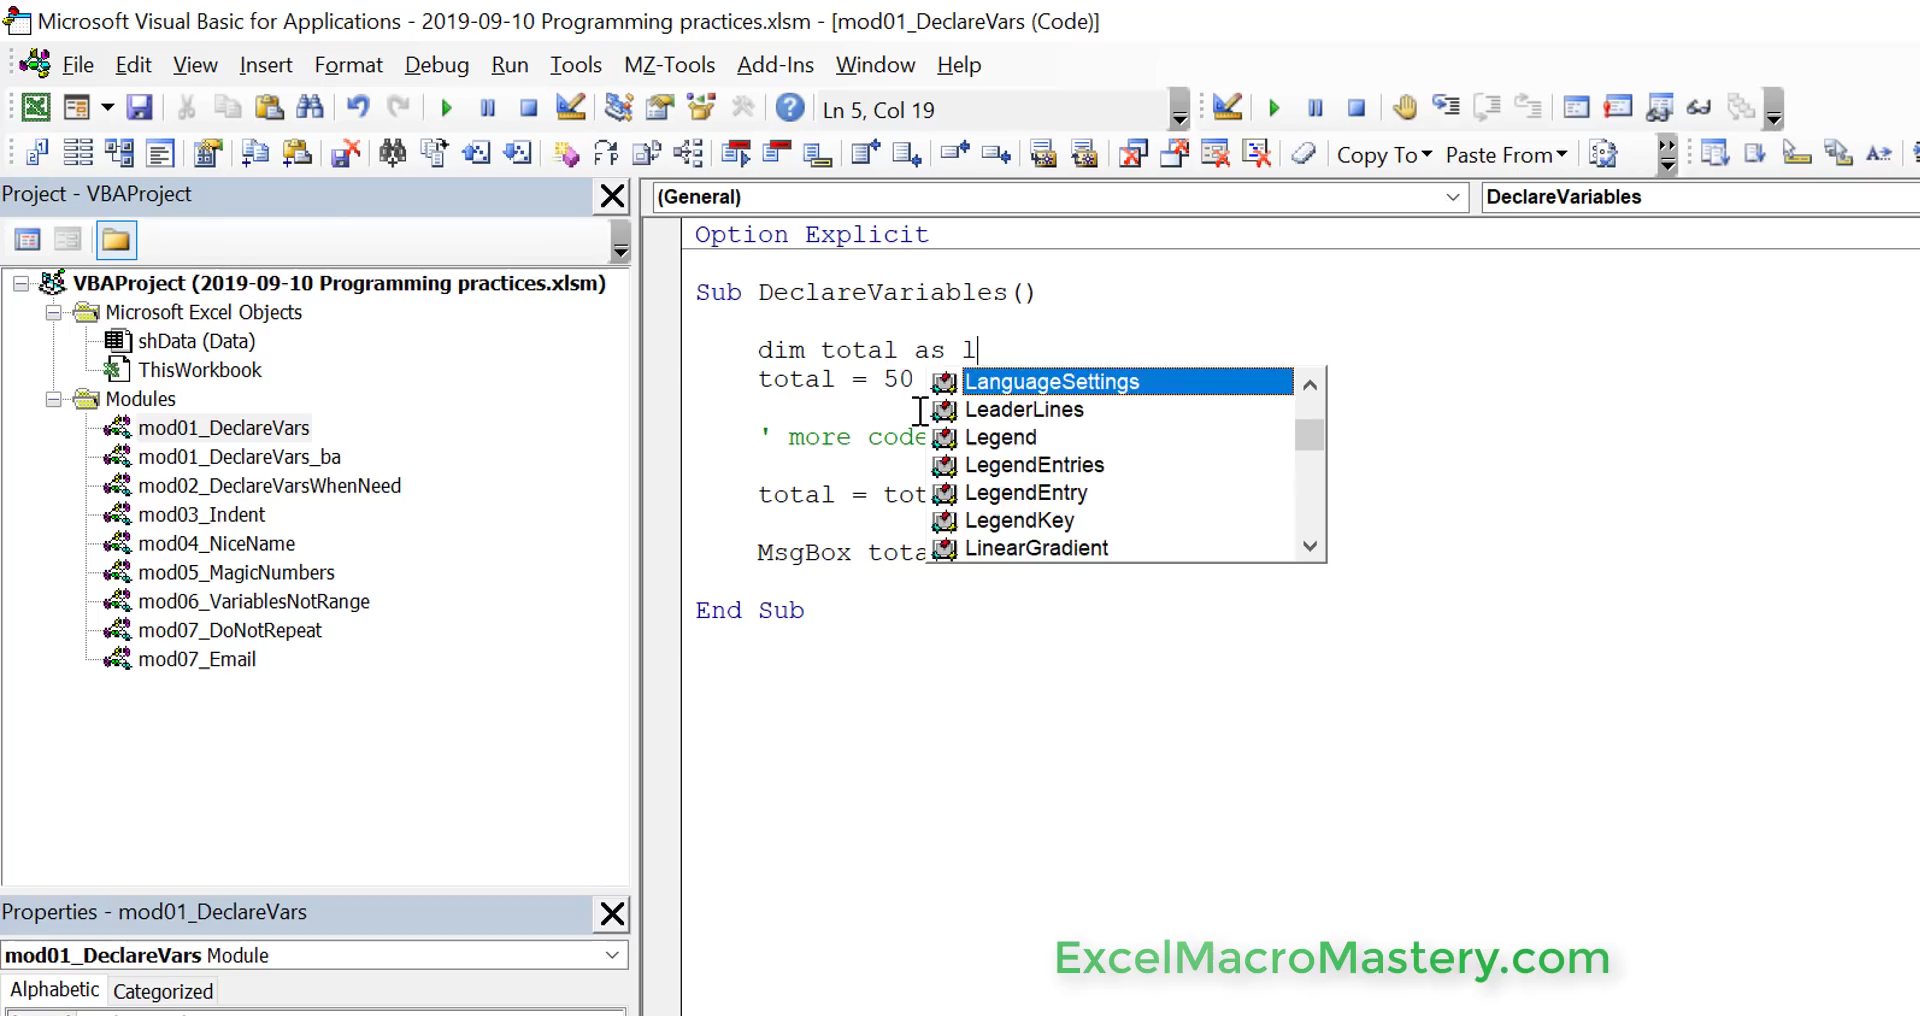 Microsoft Visual Basic for Applications - 2019-09-10 Programming practices.xlsm - [mod01_DeclareVars (Code)]
File Edit View Insert Format Debug Run Tools MZ-Tools Add-Ins Window Help
Ln 5, Col 19
Copy To Paste From
Project - VBAProject
(General) DeclareVariables
VBAProject (2019-09-10 Programming practices.xlsm)
Microsoft Excel Objects
shData (Data)
ThisWorkbook
Modules
mod01_DeclareVars
mod01_DeclareVars_ba
mod02_DeclareVarsWhenNeed
mod03_Indent
mod04_NiceName
mod05_MagicNumbers
mod06_VariablesNotRange
mod07_DoNotRepeat
mod07_Email
Option Explicit
Sub DeclareVariables()
dim total as l
total = 50
' more code
total = tot
MsgBox tota
End Sub
LanguageSettings
LeaderLines
Legend
LegendEntries
LegendEntry
LegendKey
LinearGradient
Properties - mod01_DeclareVars
mod01_DeclareVars Module
Alphabetic Categorized
ExcelMacroMastery.com